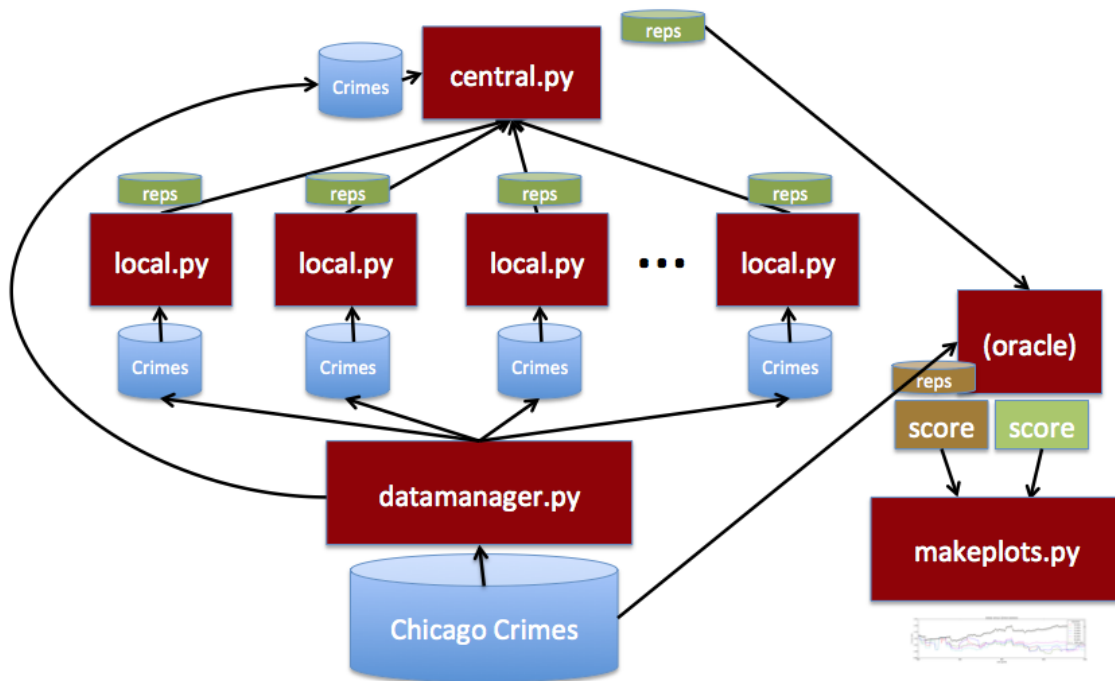 reps
central.py
Crimes
reps
reps
reps
reps
local.py
local.py
local.py
...
local.py
Crimes
Crimes
Crimes
Crimes
(oracle)
reps
score
score
datamanager.py
makeplots.py
Chicago Crimes